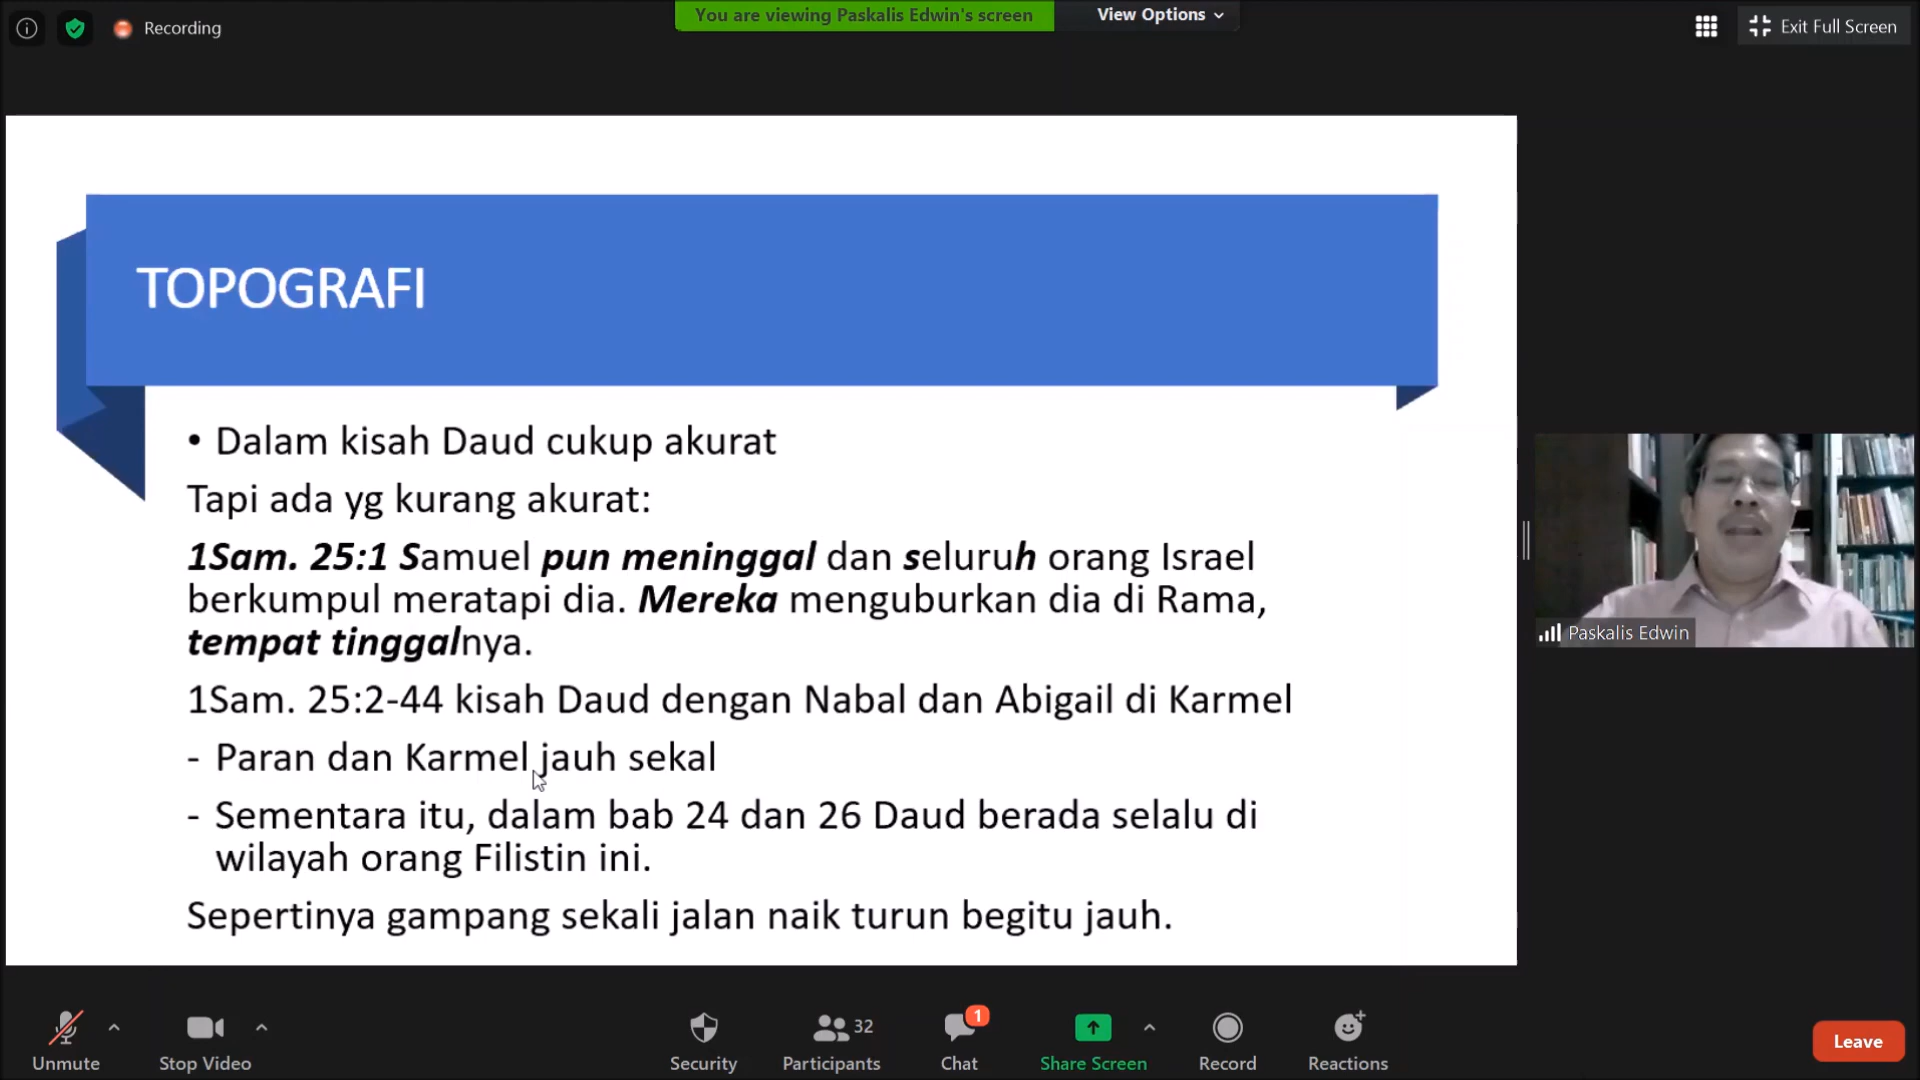 Recording
You are viewing Paskalis Edwin's screen
View Options
Exit Full Screen
TOPOGRAFI
• Dalam kisah Daud cukup akurat
Tapi ada yg kurang akurat:
1Sam. 25:1 Samuel pun meninggal dan seluruh orang Israel
berkumpul meratapi dia. Mereka menguburkan dia di Rama,
tempat tinggalnya.
1Sam. 25:2-44 kisah Daud dengan Nabal dan Abigail di Karmel
- Paran dan Karmel jauh sekal
- Sementara itu, dalam bab 24 dan 26 Daud berada selalu di
wilayah orang Filistin ini.
Sepertinya gampang sekali jalan naik turun begitu jauh.
Paskalis Edwin
Unmute
Stop Video
Security
32
Participants
1
Chat
Share Screen
Record
Reactions
Leave